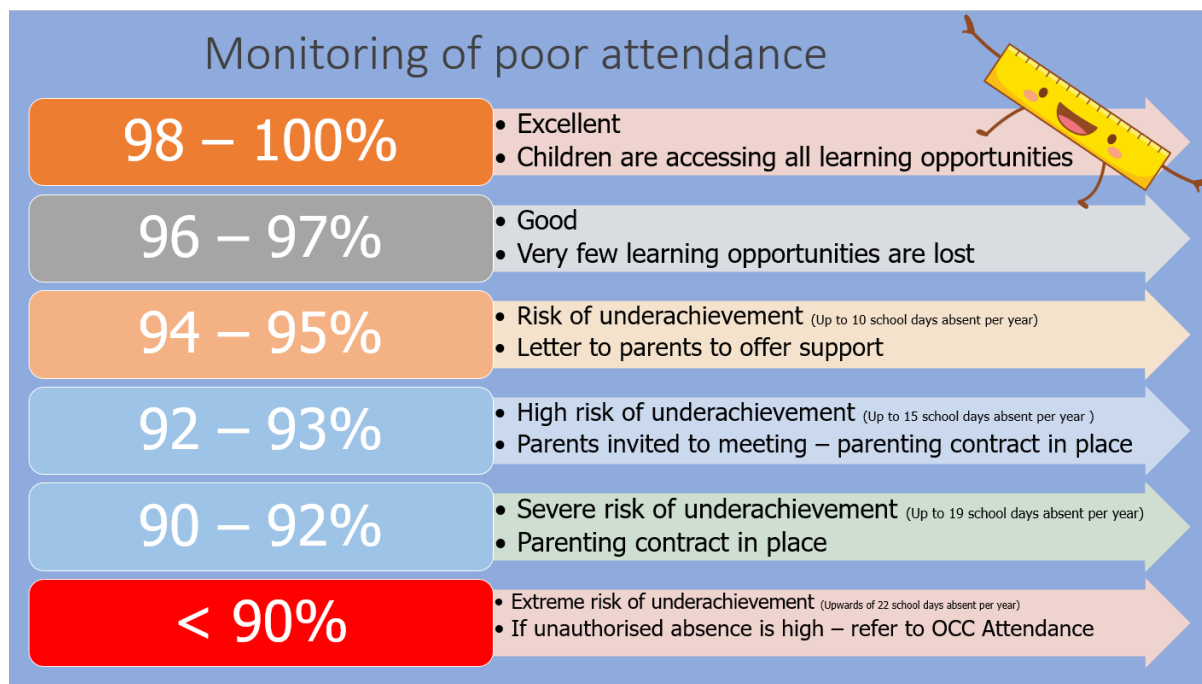 Monitoring of poor attendance
98 – 100%
• Excellent
• Children are accessing all learning opportunities
96 – 97%
• Good
• Very few learning opportunities are lost
94 – 95%
• Risk of underachievement (Up to 10 school days absent per year)
• Letter to parents to offer support
92 – 93%
• High risk of underachievement (Up to 15 school days absent per year )
• Parents invited to meeting – parenting contract in place
90 – 92%
• Severe risk of underachievement (Up to 19 school days absent per year)
• Parenting contract in place
< 90%
• Extreme risk of underachievement (Upwards of 22 school days absent per year)
• If unauthorised absence is high – refer to OCC Attendance